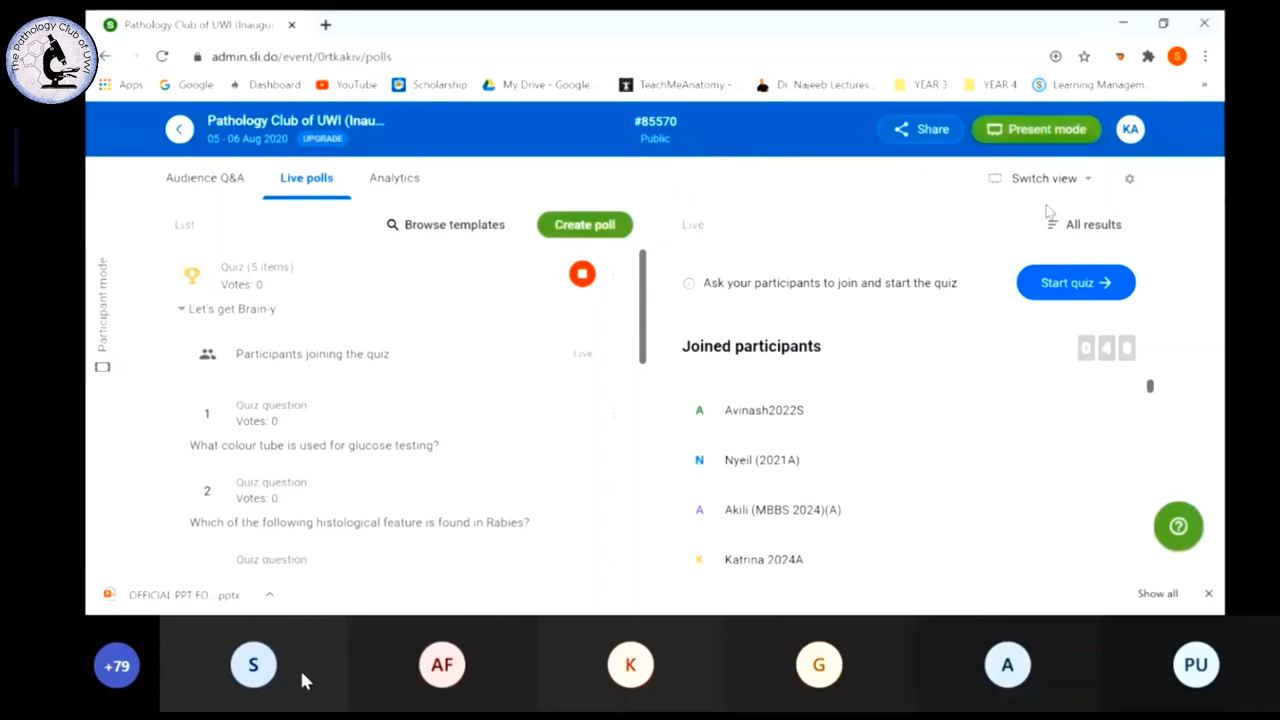 The Pathology Club of UWI
Pathology Club of UWI (Inaugu
admin.sli.do/event/0rtkakiv/polls
S
Apps Google Dashboard YouTube Scholarship My Drive - Google... TeachMeAnatomy - ... Dr. Najeeb Lectures... YEAR 3 YEAR 4 Learning Managem... »
Pathology Club of UWI (Inau...
05 - 06 Aug 2020 UPGRADE
#85570
Public
Share
Present mode
KA
Audience Q&A Live polls Analytics
Switch view
List
Browse templates
Create poll
Live
All results
Participant mode
Quiz (5 items)
Votes: 0
Let's get Brain-y
Participants joining the quiz Live
1
Quiz question
Votes: 0
What colour tube is used for glucose testing?
2
Quiz question
Votes: 0
Which of the following histological feature is found in Rabies?
Quiz question
Ask your participants to join and start the quiz
Start quiz →
Joined participants
A Avinash2022S
N Nyeil (2021A)
A Akili (MBBS 2024)(A)
K Katrina 2024A
OFFICIAL PPT FO....pptx
Show all
+79 S AF K G A PU